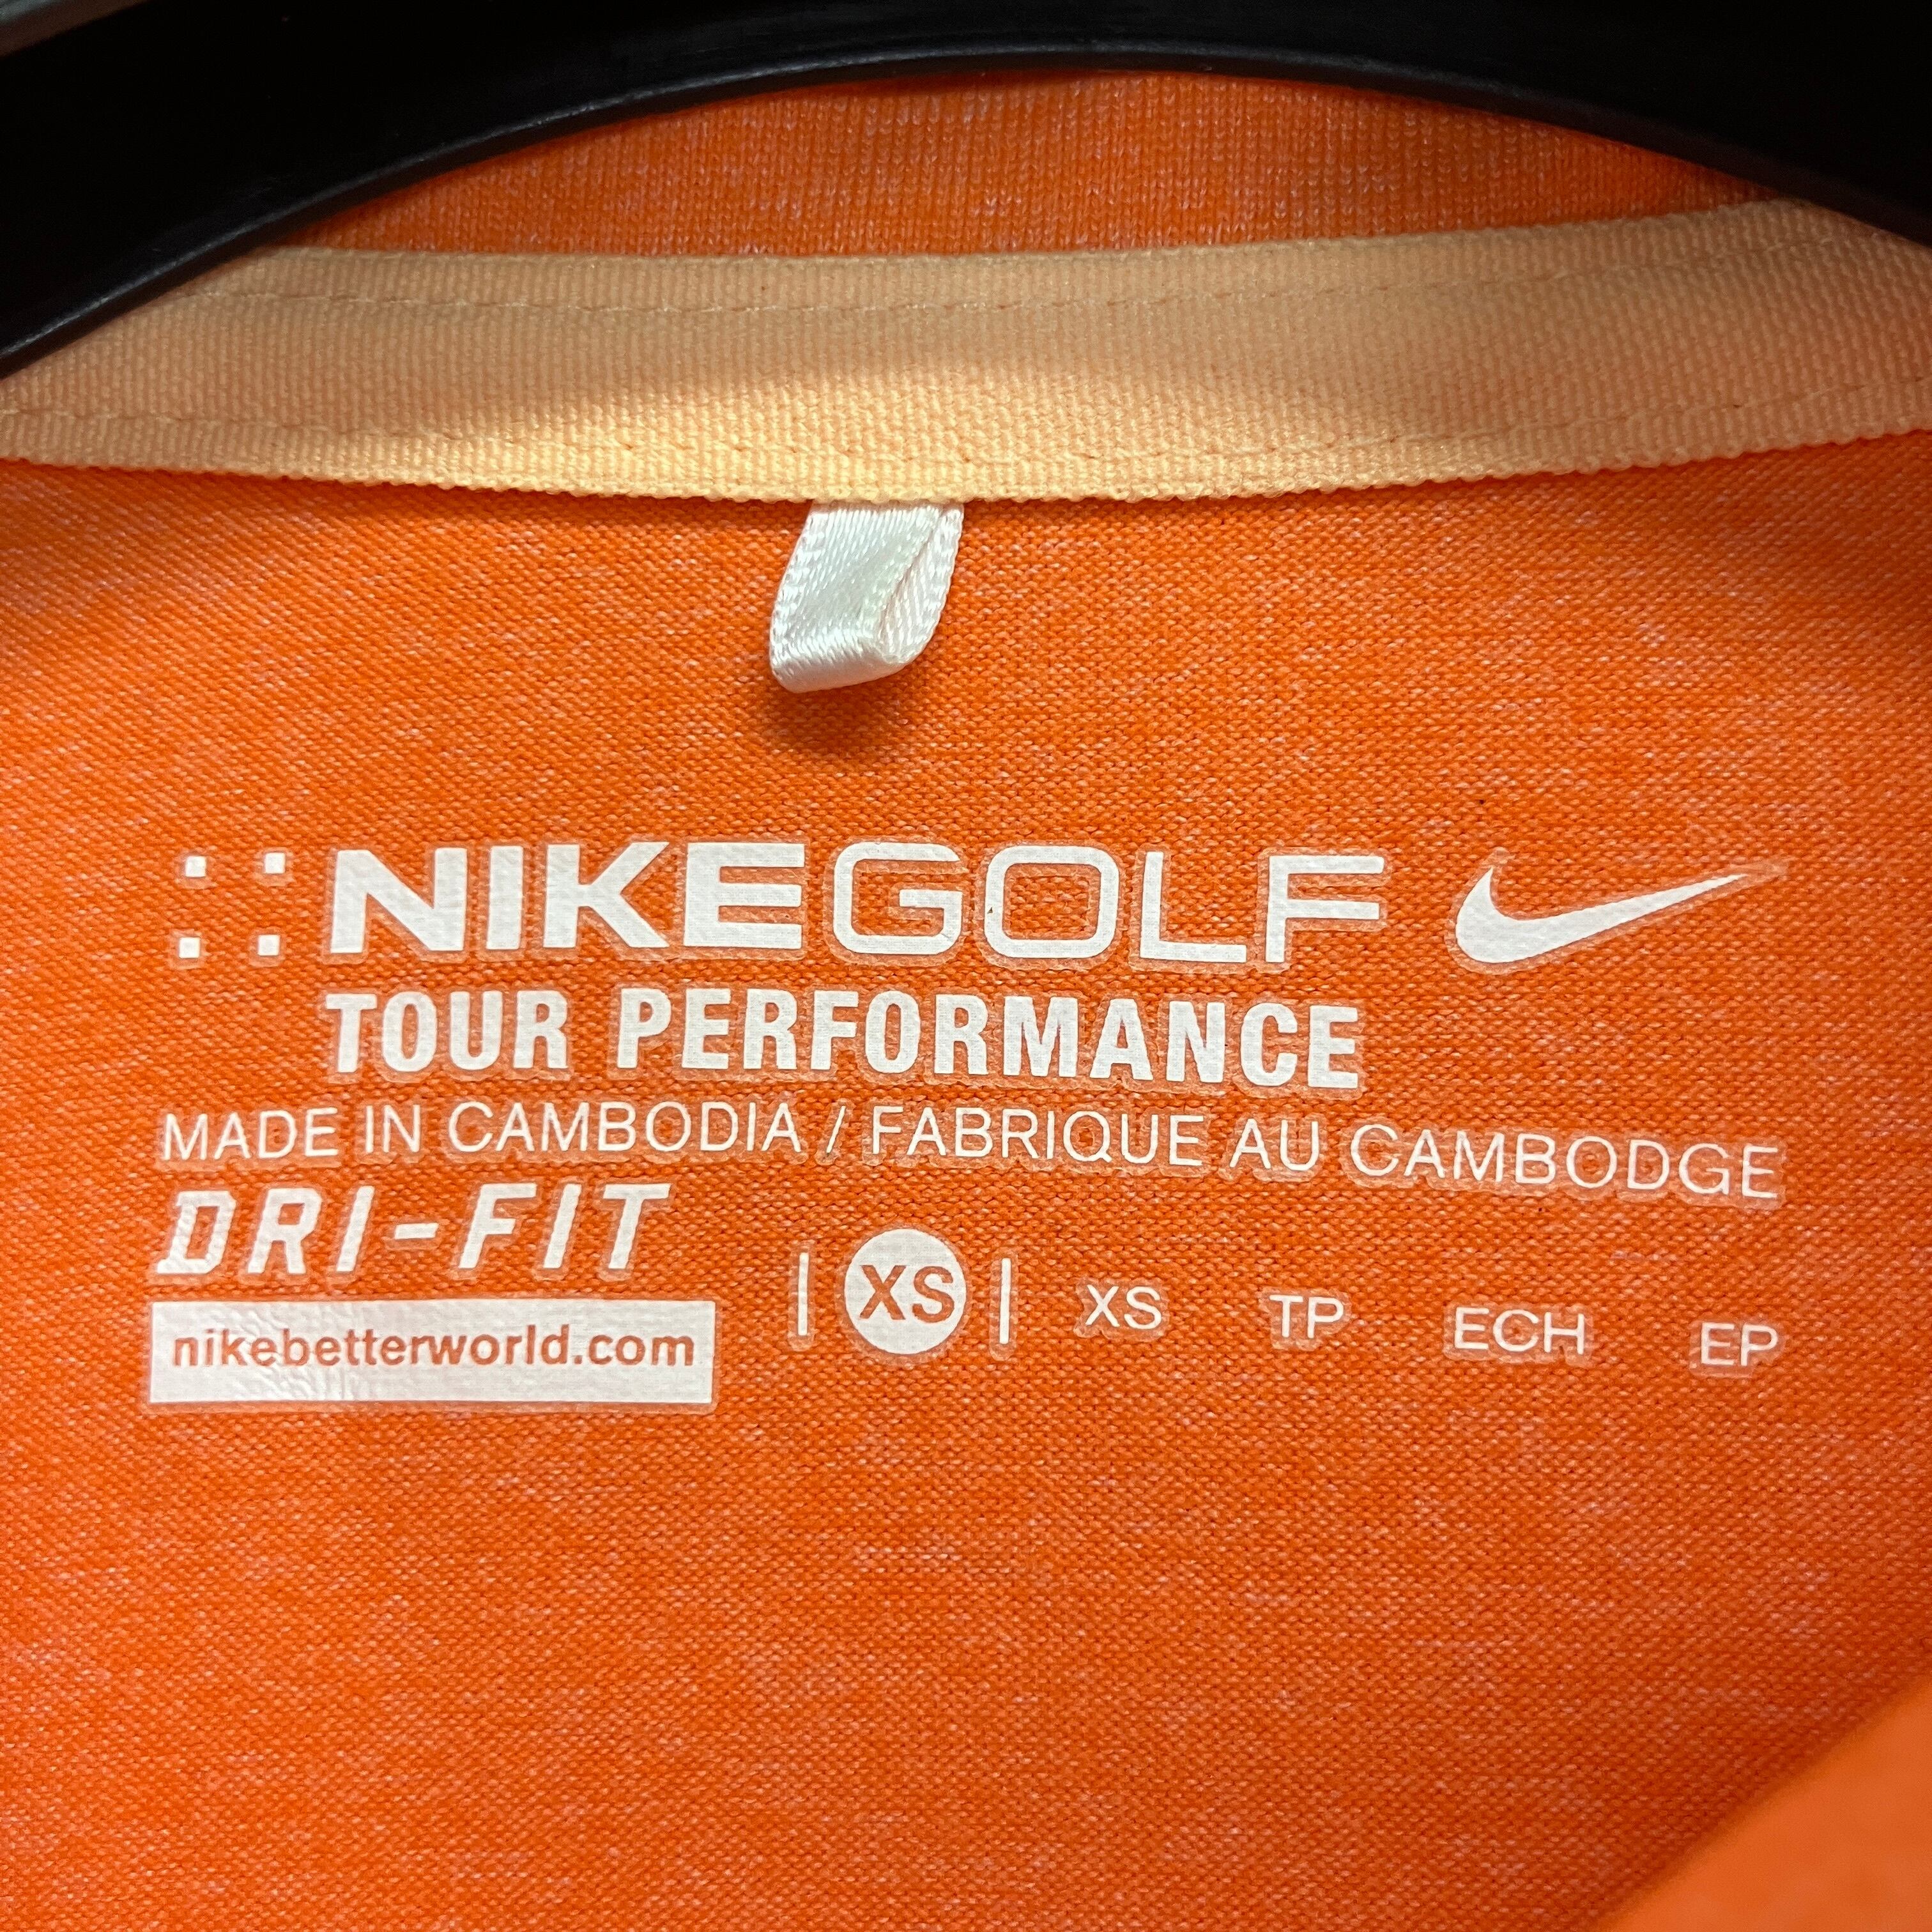 NIKEGOLF
TOUR PERFORMANCE
MADE IN CAMBODIA / FABRIQUE AU CAMBODGE
DRI-FIT
nikebetterworld.com
| XS | XS TP ECH EP